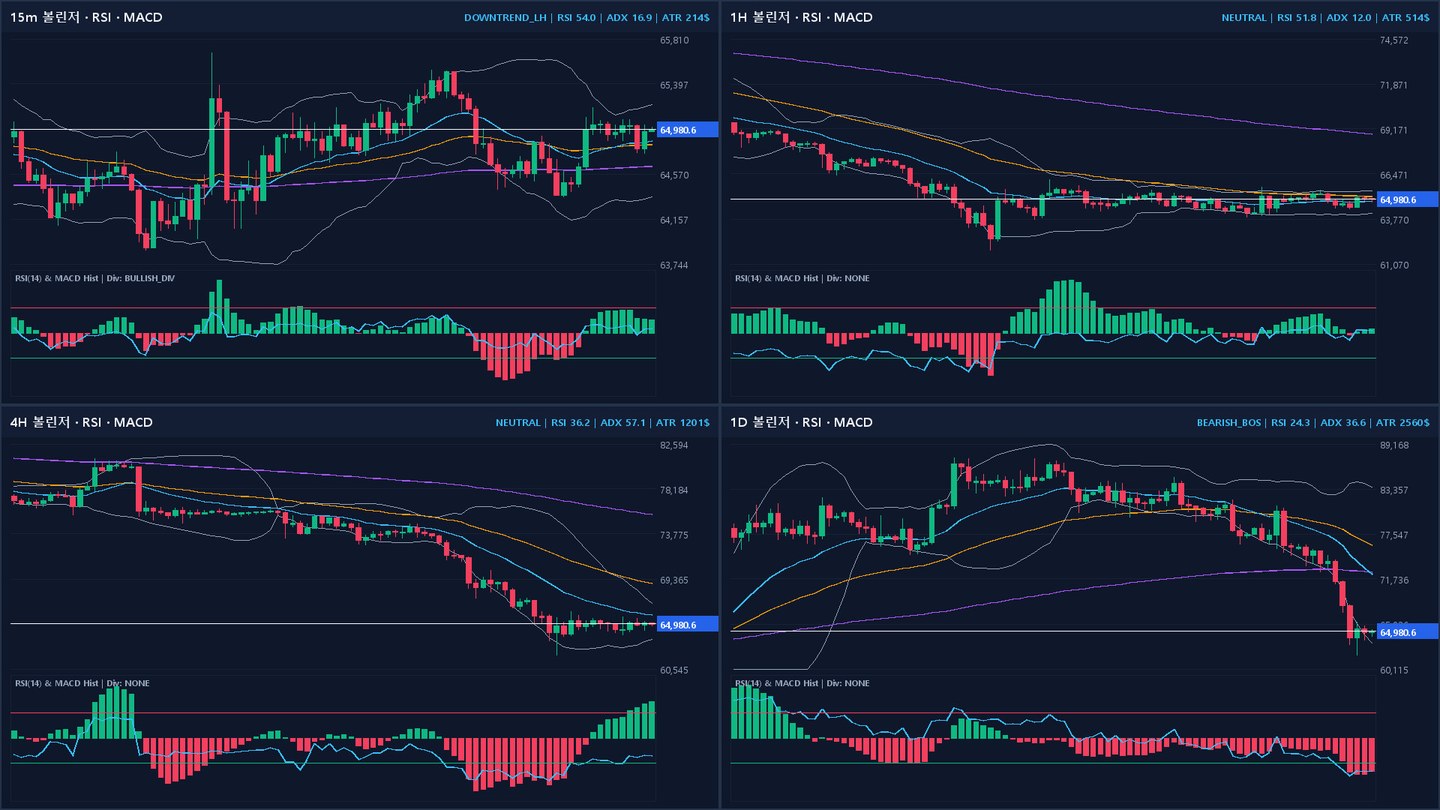 15m 볼린저 · RSI · MACD
DOWNTREND_LH | RSI 54.0 | ADX 16.9 | ATR 214$
65,810
65,397
64,980.6
64,570
64,157
63,744
RSI(14) & MACD Hist | Div: BULLISH_DIV
1H 볼린저 · RSI · MACD
NEUTRAL | RSI 51.8 | ADX 12.0 | ATR 514$
74,572
71,871
69,171
66,471
64,980.6
63,770
61,070
RSI(14) & MACD Hist | Div: NONE
4H 볼린저 · RSI · MACD
NEUTRAL | RSI 36.2 | ADX 57.1 | ATR 1201$
82,594
78,184
73,775
69,365
64,980.6
60,545
RSI(14) & MACD Hist | Div: NONE
1D 볼린저 · RSI · MACD
BEARISH_BOS | RSI 24.3 | ADX 36.6 | ATR 2560$
89,168
83,357
77,547
71,736
64,980.6
60,115
RSI(14) & MACD Hist | Div: NONE